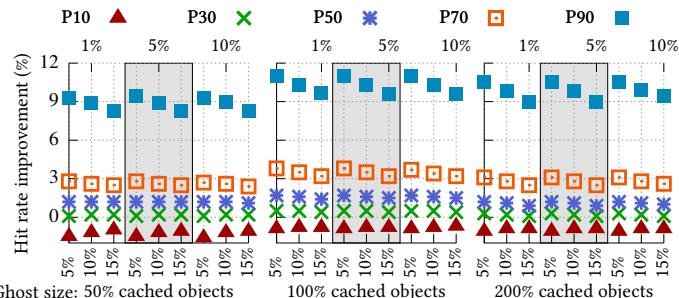 P10 P30 P50 P70 P90
1% 5% 10% 1% 5% 10% 1% 5% 10%
Hit rate improvement (%)
12
9
6
3
0
5% 10% 15% 5% 10% 15% 5% 10% 15% 5% 10% 15% 5% 10% 15% 5% 10% 15% 5% 10% 15% 5% 10% 15% 5% 10% 15%
Ghost size: 50% cached objects 100% cached objects 200% cached objects